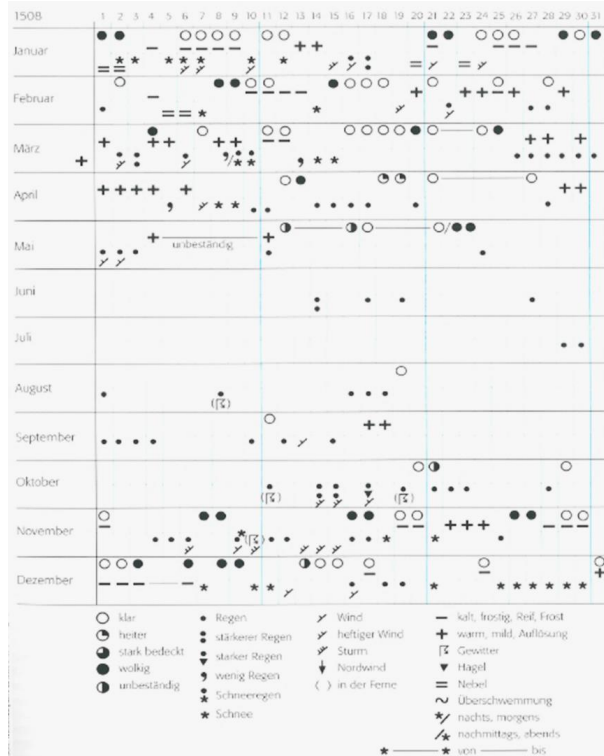 1508 1 2 3 4 5 6 7 8 9 10 11 12 13 14 15 16 17 18 19 20 21 22 23 24 25 26 27 28 29 30 31
Januar
Februar
März
April
Mai
unbeständig
Juni
Juli
August
September
Oktober
November
Dezember
klar
heiter
stark bedeckt
wolkig
unbeständig
Regen
stärkerer Regen
starker Regen
wenig Regen
Schneeregen
Schnee
Wind
heftiger Wind
Sturm
Nordwind
( ) in der Ferne
kalt, frostig, Reif, Frost
warm, mild, Auflösung
Gewitter
Hagel
Nebel
Überschwemmung
nachts, morgens
nachmittags, abends
von — bis